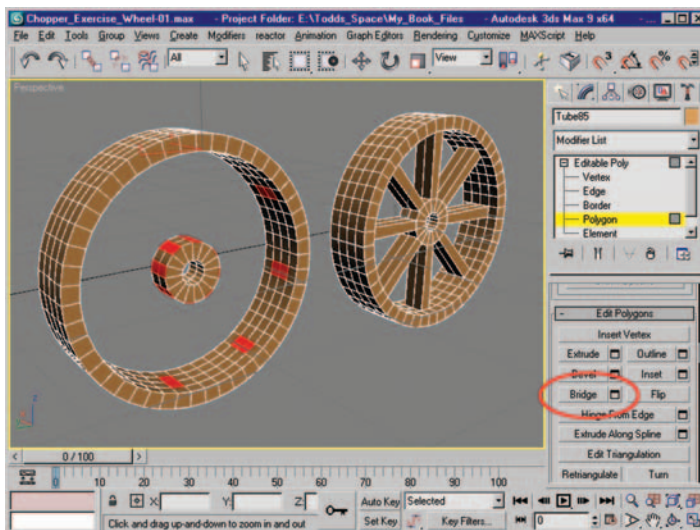 Chopper_Exercise_Wheel-01.max - Project Folder: E:\Todds_Space\My_Book_Files - Autodesk 3ds Max 9 x64 - ...
File Edit Tools Group Views Create Modifiers reactor Animation Graph Editors Rendering Customize MAXScript Help
All View
Perspective
Tube85
Modifier List
Editable Poly
Vertex
Edge
Border
Polygon
Element
Edit Polygons
Insert Vertex
Extrude Outline
Bevel Inset
Bridge Flip
Hinge From Edge
Extrude Along Spline
Edit Triangulation
Retriangulate Turn
0 / 100
0 10 20 30 40 50 60 70 80 90 100
X: Y: Z:
Auto Key Selected
Click and drag up-and-down to zoom in and out
Set Key Key Filters... 0